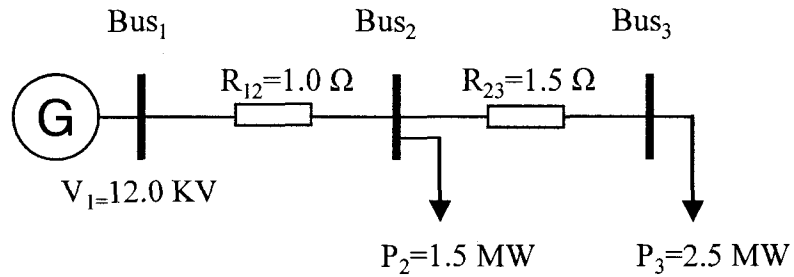 Bus₁ Bus₂ Bus₃
R₁₂=1.0 Ω R₂₃=1.5 Ω
G
V₁₌12.0 KV
P₂=1.5 MW P₃=2.5 MW